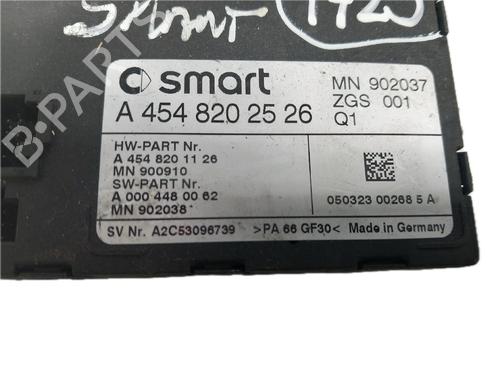 smart
MN 902037
A 454 820 25 26
ZGS 001
Q1
HW-PART Nr.
A 454 820 11 26
MN 900910
SW-PART Nr.
A 000 448 00 62
MN 902038
050323 00268 5 A
SV Nr. A2C53096739 >PA 66 GF30< Made in Germany
B-PARTS